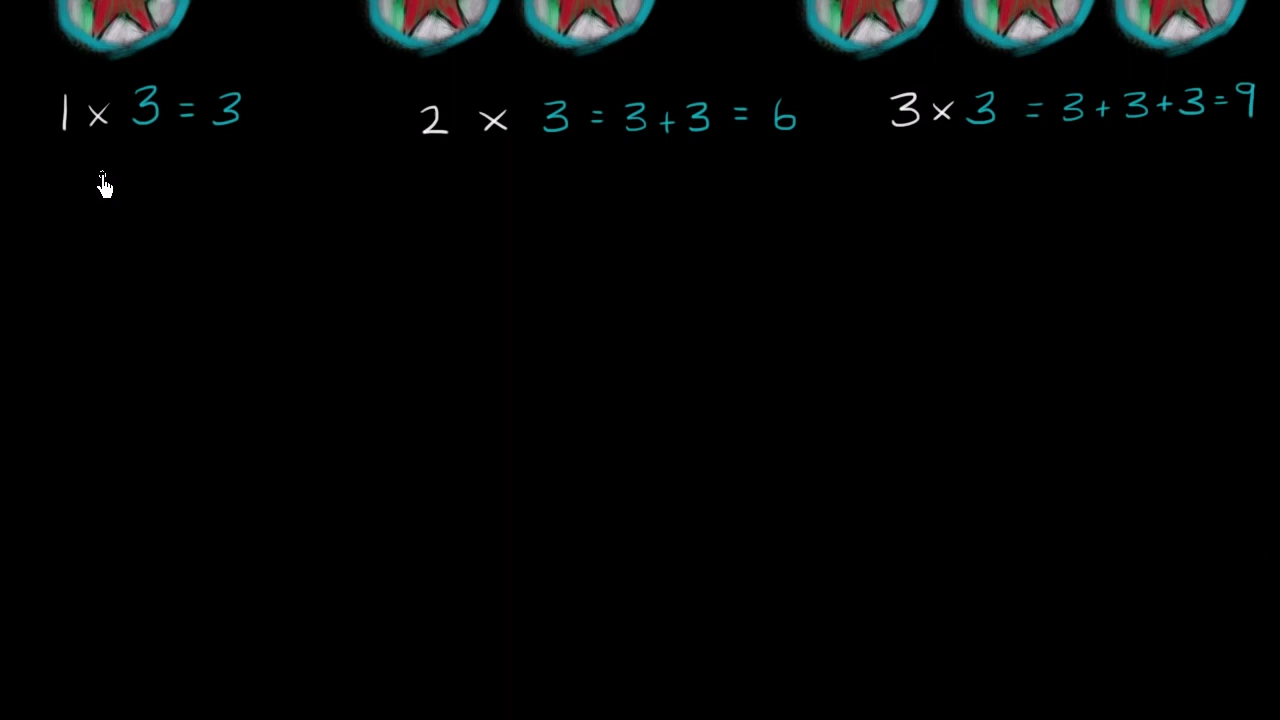 1 × 3 = 3
2 × 3 = 3 + 3 = 6
3 × 3 = 3 + 3 + 3 = 9